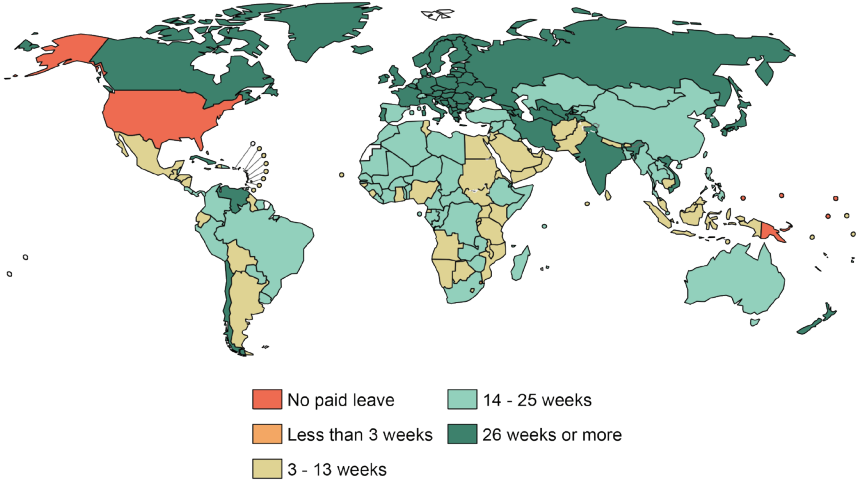 No paid leave
Less than 3 weeks
3 - 13 weeks
14 - 25 weeks
26 weeks or more